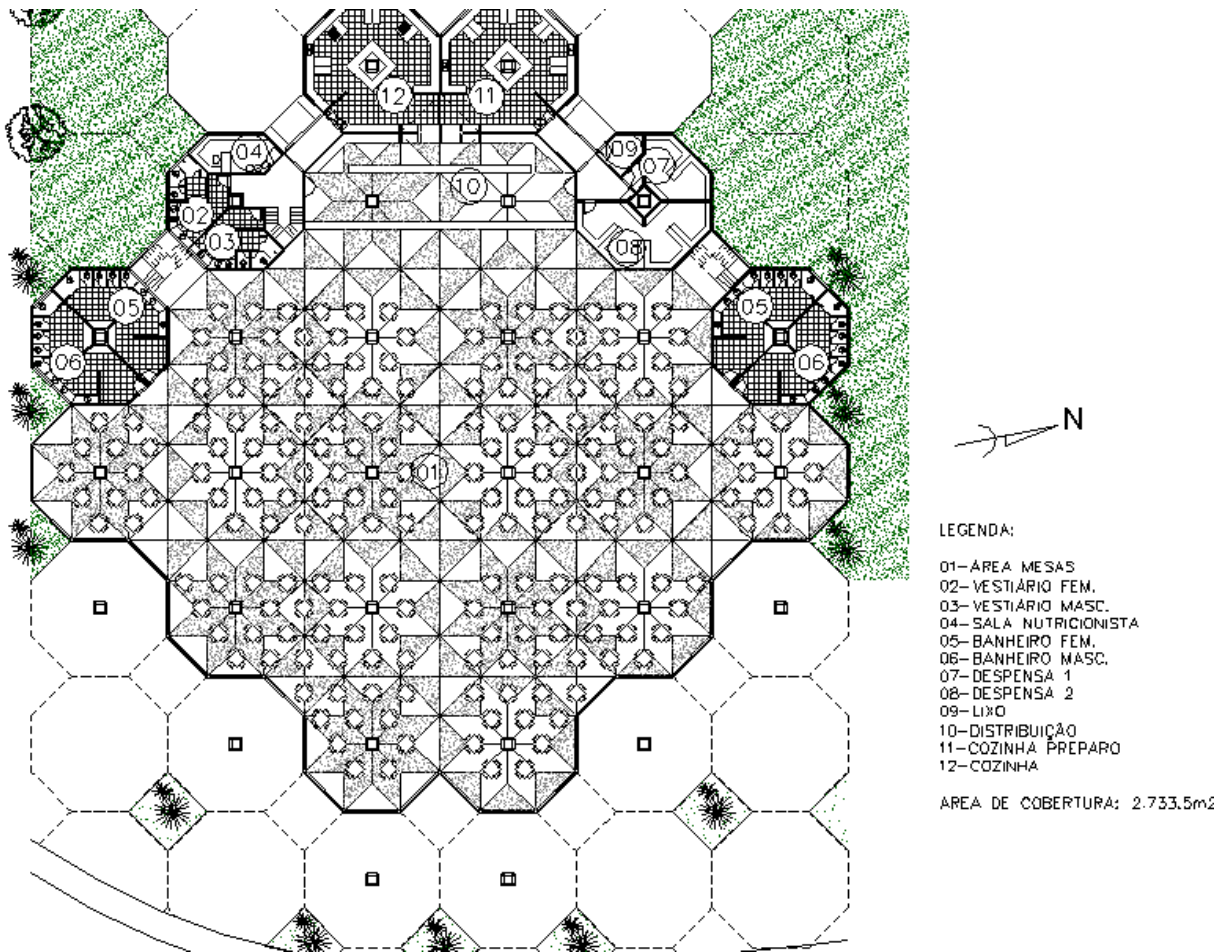 12
11
04
09
07
10
02
03
08
05
05
06
06
01
N
LEGENDA:
01-ÁREA MESAS
02-VESTIÁRIO FEM.
03-VESTIÁRIO MASC.
04-SALA NUTRICIONISTA
05-BANHEIRO FEM.
06-BANHEIRO MASC.
07-DESPENSA 1
08-DESPENSA 2
09-LIXO
10-DISTRIBUIÇÃO
11-COZINHA PREPARO
12-COZINHA
AREA DE COBERTURA: 2.733.5m2